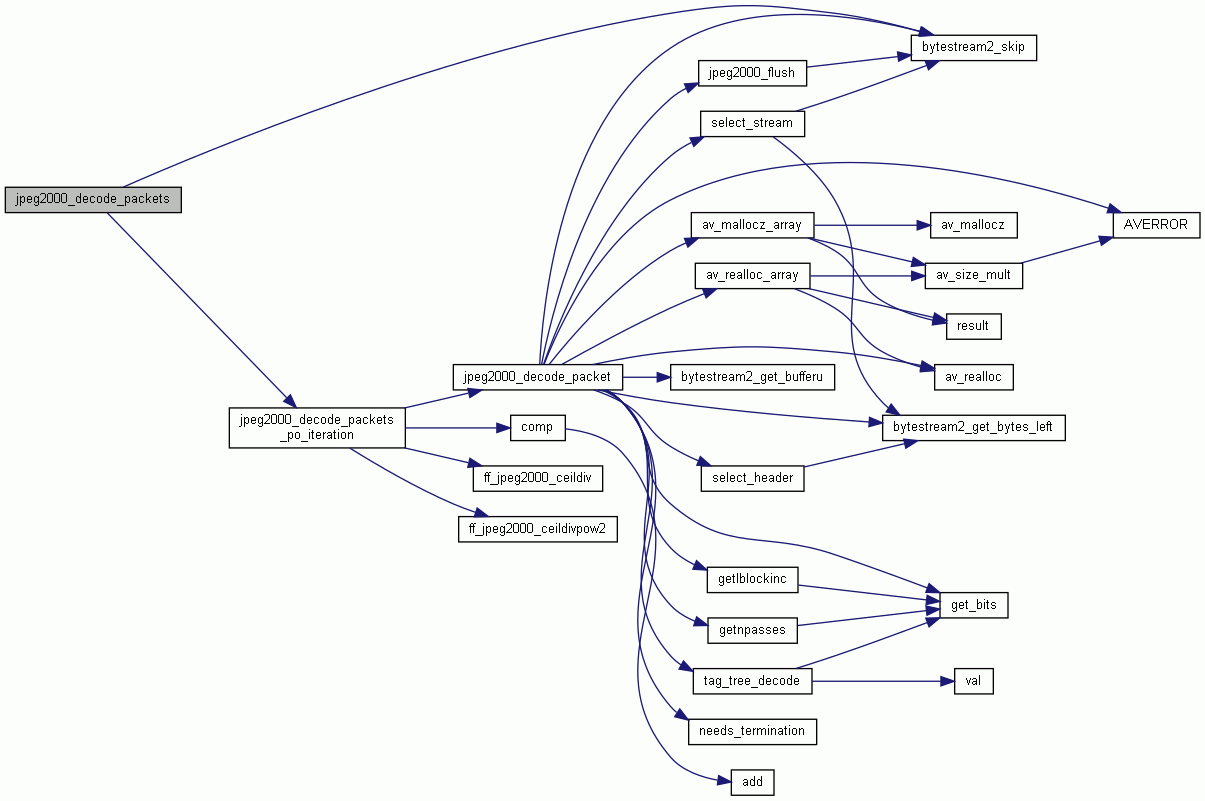 bytestream2_skip
jpeg2000_flush
select_stream
jpeg2000_decode_packets
av_mallocz_array
av_mallocz
AVERROR
av_realloc_array
av_size_mult
result
jpeg2000_decode_packet
bytestream2_get_bufferu
av_realloc
jpeg2000_decode_packets
_po_iteration
comp
bytestream2_get_bytes_left
ff_jpeg2000_ceildiv
select_header
ff_jpeg2000_ceildivpow2
getlblockinc
get_bits
getnpasses
tag_tree_decode
val
needs_termination
add